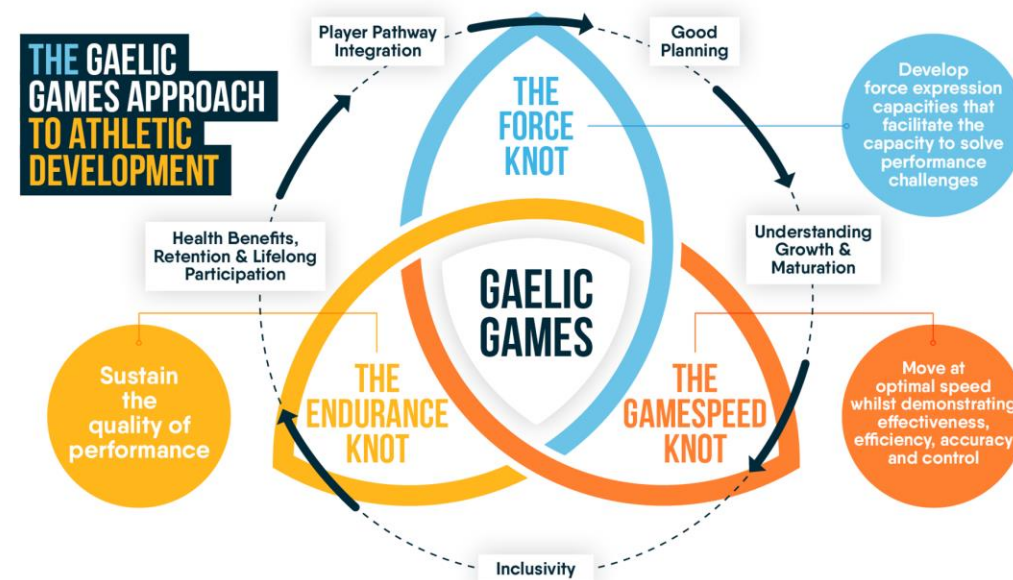 THE GAELIC
GAMES APPROACH
TO ATHLETIC
DEVELOPMENT
Player Pathway
Integration
Good
Planning
THE
FORCE
KNOT
Develop
force expression
capacities that
facilitate the
capacity to solve
performance
challenges
Health Benefits,
Retention & Lifelong
Participation
Understanding
Growth &
Maturation
GAELIC
GAMES
Sustain
the
quality of
performance
THE
ENDURANCE
KNOT
THE
GAMESPEED
KNOT
Move at
optimal speed
whilst demonstrating
effectiveness,
efficiency, accuracy
and control
Inclusivity